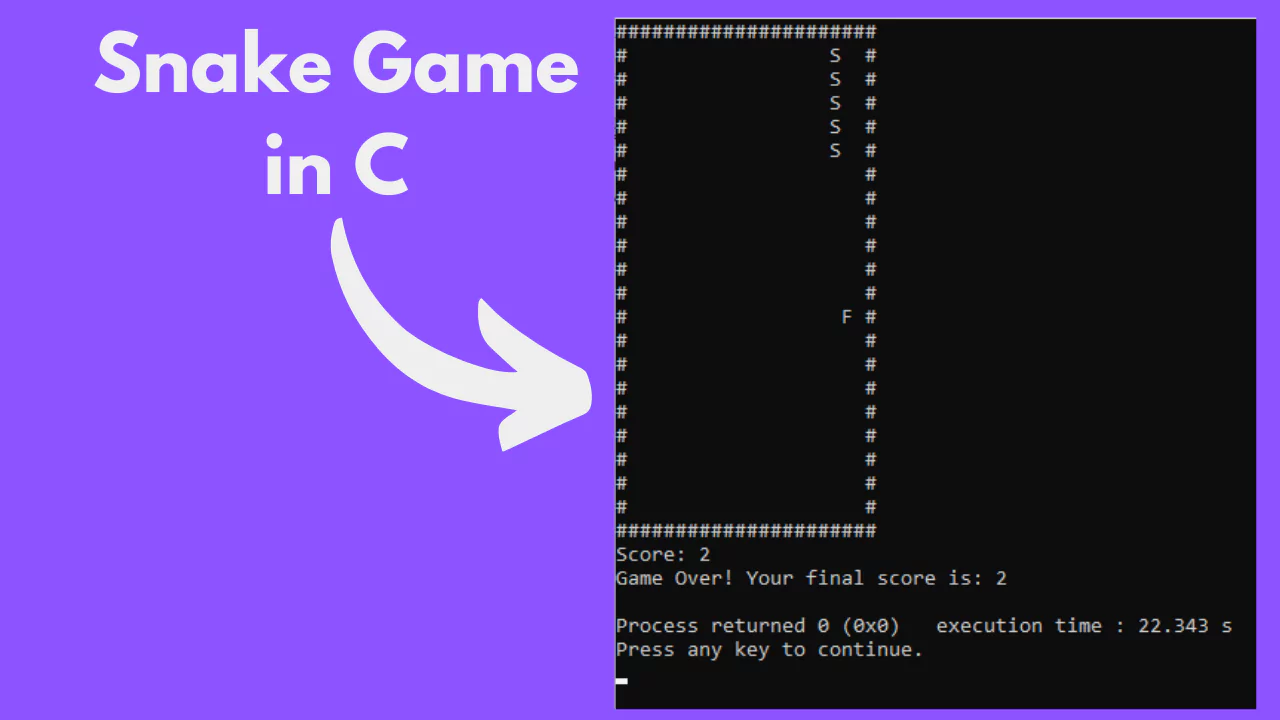 Snake Game
in C
######################
#                 S  #
#                 S  #
#                 S  #
#                 S  #
#                 S  #
#                    #
#                    #
#                    #
#                    #
#                    #
#                    #
#                  F #
#                    #
#                    #
#                    #
#                    #
#                    #
#                    #
#                    #
#                    #
######################
Score: 2
Game Over! Your final score is: 2
Process returned 0 (0x0)   execution time : 22.343 s
Press any key to continue.